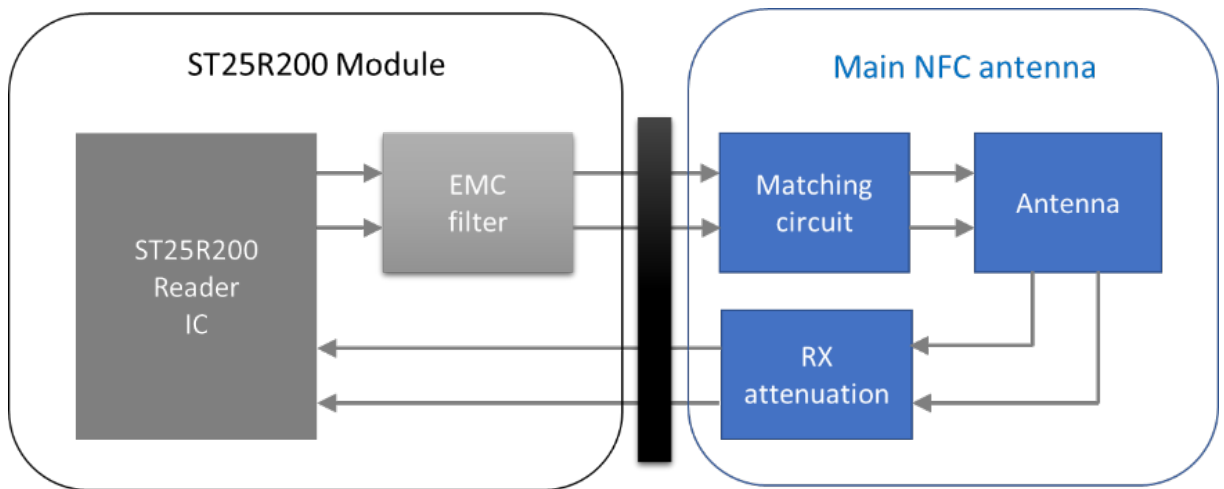 ST25R200 Module
Main NFC antenna
ST25R200
Reader
IC
EMC
filter
Matching
circuit
Antenna
RX
attenuation